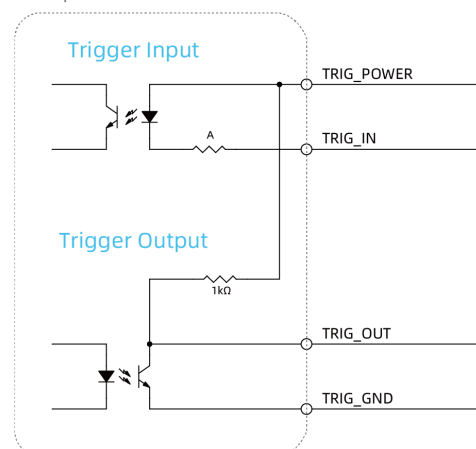 Trigger Input
TRIG_POWER
A
TRIG_IN
Trigger Output
1kΩ
TRIG_OUT
TRIG_GND